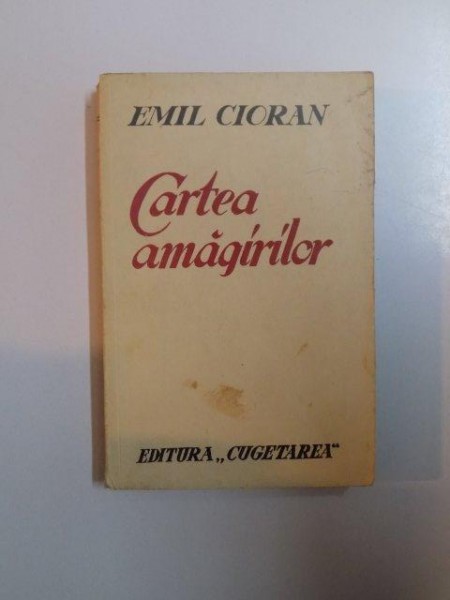 EMIL CIORAN
Cartea
amăgirilor
EDITURA „CUGETAREA“